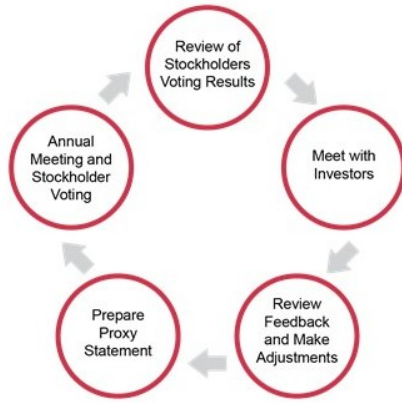 Review of
Stockholders
Voting Results
Meet with
Investors
Review
Feedback
and Make
Adjustments
Prepare
Proxy
Statement
Annual
Meeting and
Stockholder
Voting